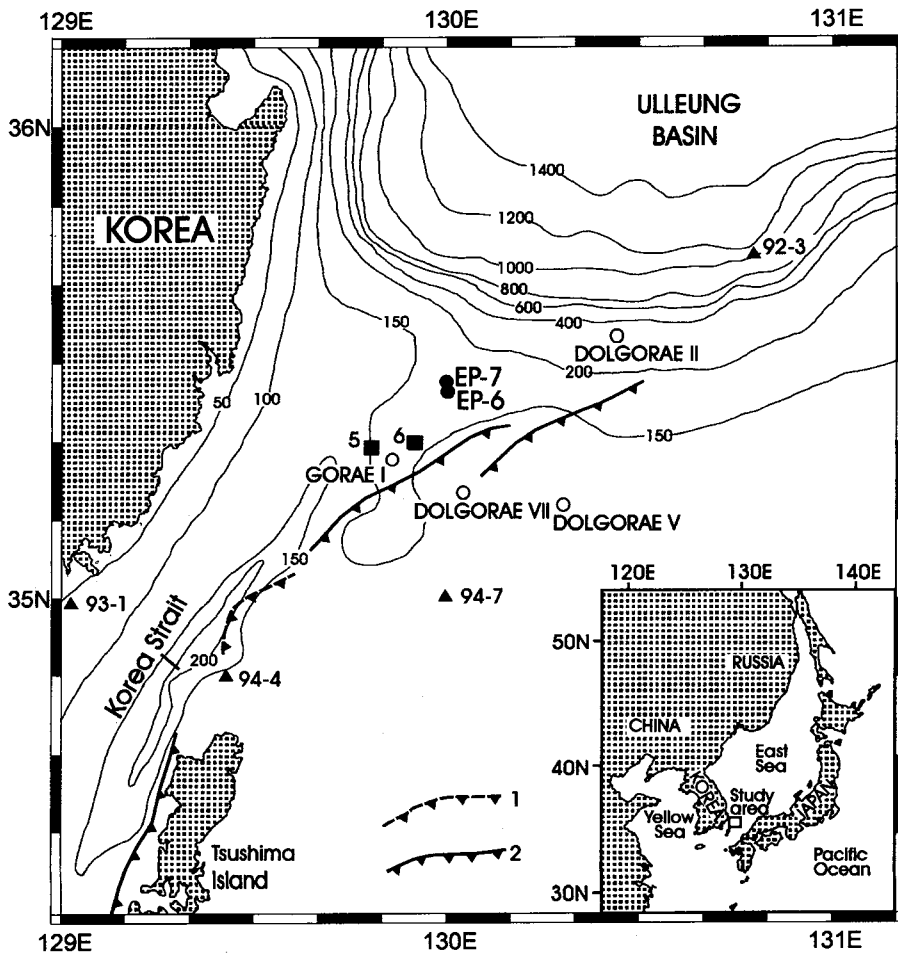 129E 130E 131E
36N
ULLEUNG
BASIN
1400
KOREA
1200
92-3
1000
800
600
400
150
DOLGORAE II
200
EP-7
EP-6
50
100
150
5
6
GORAE I
DOLGORAE VII
DOLGORAE V
150
35N
93-1
94-7
Korea Strait
200
94-4
Tsushima
Island
1
2
120E 130E 140E
50N
RUSSIA
CHINA
East
Sea
40N
KOREA
Study
area
JAPAN
Yellow
Sea
Pacific
Ocean
30N
129E 130E 131E